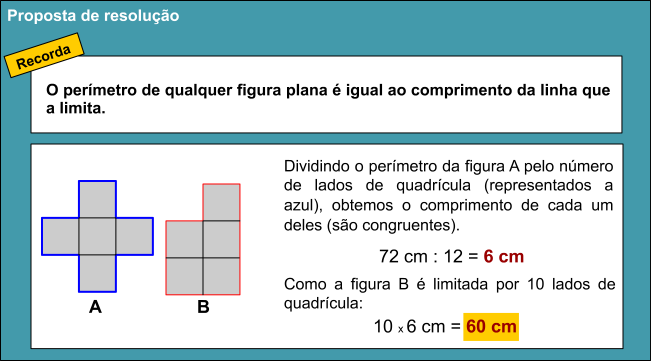 Proposta de resolução
Recorda
O perímetro de qualquer figura plana é igual ao comprimento da linha que
a limita.
A
B
Dividindo o perímetro da figura A pelo número
de lados de quadrícula (representados a
azul), obtemos o comprimento de cada um
deles (são congruentes).
72 cm : 12 = 6 cm
Como a figura B é limitada por 10 lados de
quadrícula:
10 x 6 cm = 60 cm